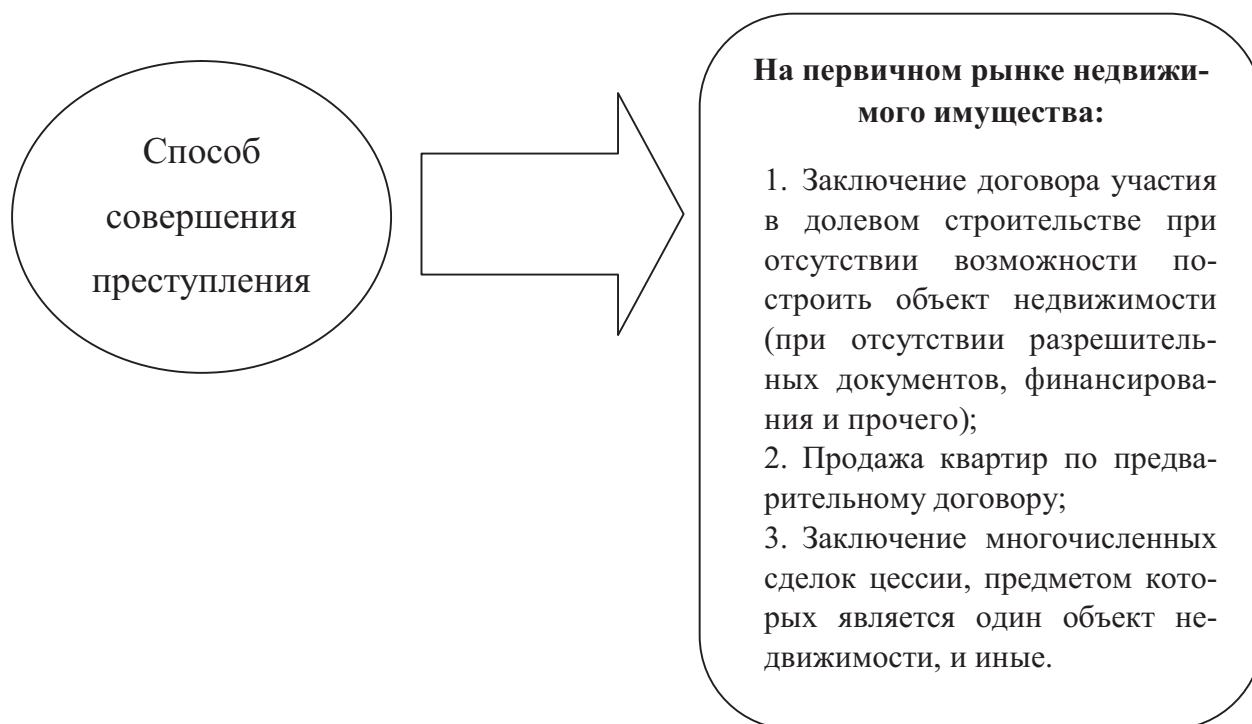 Способ
совершения
преступления
На первичном рынке недвижи-
мого имущества:
1. Заключение договора участия
в долевом строительстве при
отсутствии возможности по-
строить объект недвижимости
(при отсутствии разрешитель-
ных документов, финансирова-
ния и прочего);
2. Продажа квартир по предва-
рительному договору;
3. Заключение многочисленных
сделок цессии, предметом кото-
рых является один объект не-
движимости, и иные.